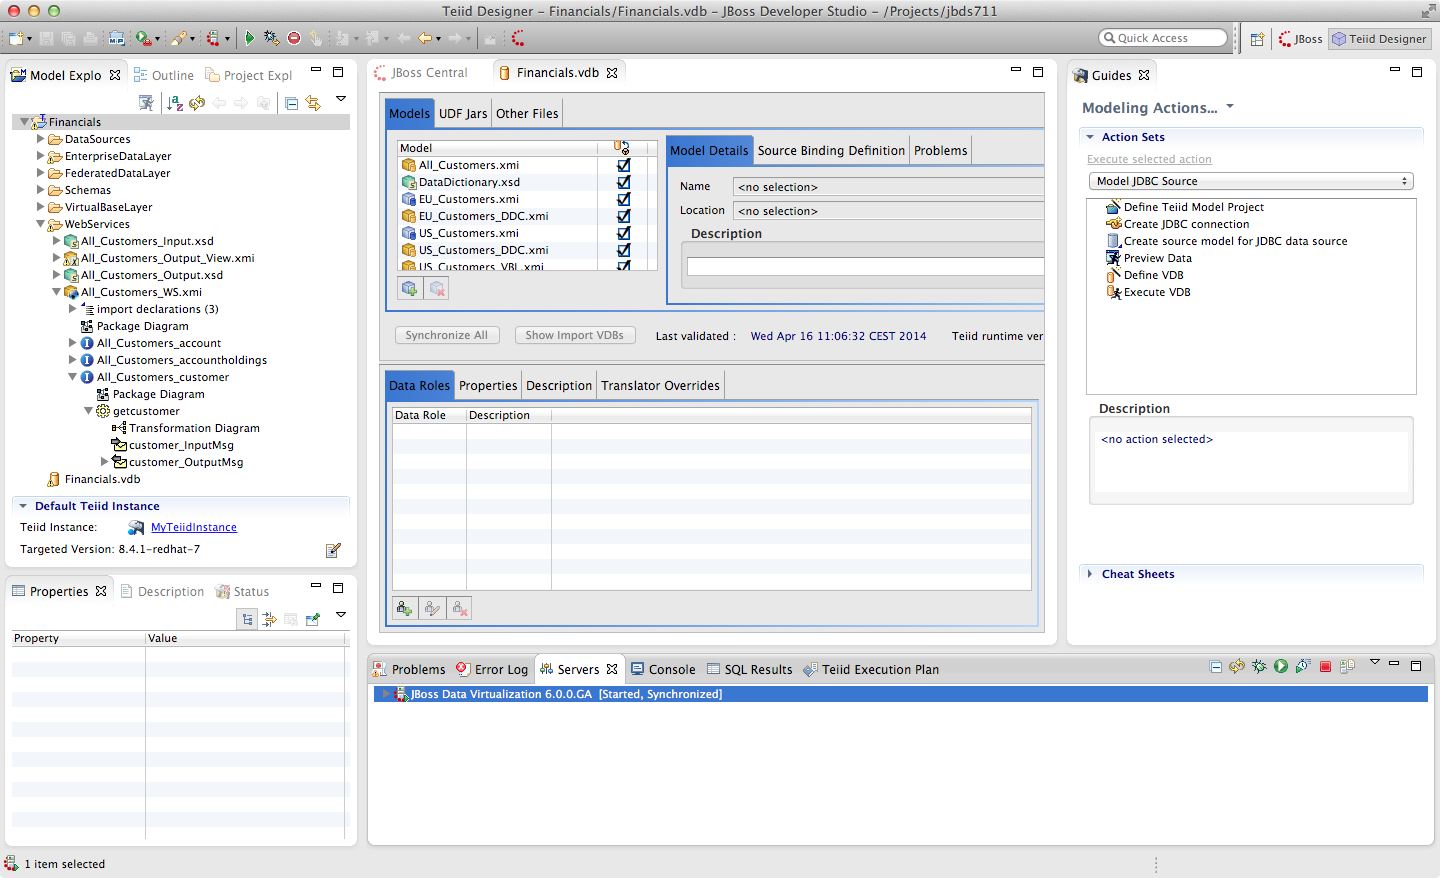 Teiid Designer – Financials/Financials.vdb – JBoss Developer Studio – /Projects/jbds711
Quick Access
JBoss
Teiid Designer
Model Explo
Outline
Project Expl
Financials
DataSources
EnterpriseDataLayer
FederatedDataLayer
Schemas
VirtualBaseLayer
WebServices
All_Customers_Input.xsd
All_Customers_Output_View.xmi
All_Customers_Output.xsd
All_Customers_WS.xmi
import declarations (3)
Package Diagram
All_Customers_account
All_Customers_accountholdings
All_Customers_customer
Package Diagram
getcustomer
Transformation Diagram
customer_InputMsg
customer_OutputMsg
Financials.vdb
Default Teiid Instance
Teiid Instance: MyTeiidInstance
Targeted Version: 8.4.1-redhat-7
Properties
Description
Status
Property Value
1 item selected
JBoss Central
Financials.vdb
Models UDF Jars Other Files
Model
All_Customers.xmi
DataDictionary.xsd
EU_Customers.xmi
EU_Customers_DDC.xmi
US_Customers.xmi
US_Customers_DDC.xmi
US_Customers_VBL.xmi
Model Details Source Binding Definition Problems
Name <no selection>
Location <no selection>
Description
Synchronize All Show Import VDBs Last validated : Wed Apr 16 11:06:32 CEST 2014 Teiid runtime ver
Data Roles Properties Description Translator Overrides
Data Role Description
Guides
Modeling Actions...
Action Sets
Execute selected action
Model JDBC Source
Define Teiid Model Project
Create JDBC connection
Create source model for JDBC data source
Preview Data
Define VDB
Execute VDB
Description
<no action selected>
Cheat Sheets
Problems Error Log Servers Console SQL Results Teiid Execution Plan
JBoss Data Virtualization 6.0.0.GA [Started, Synchronized]